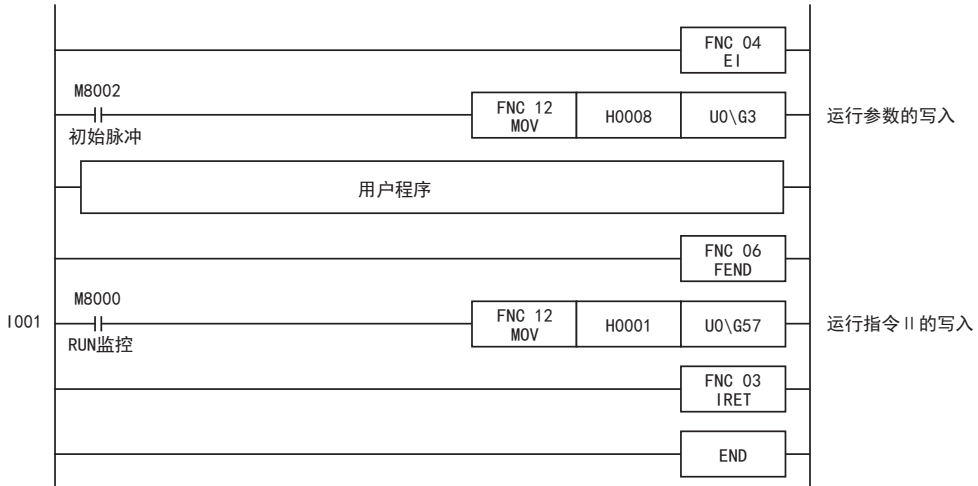 FNC 04
EI
M8002
初始脉冲
FNC 12
MOV
H0008
U0\G3
运行参数的写入
用户程序
FNC 06
FEND
I001
M8000
RUN监控
FNC 12
MOV
H0001
U0\G57
运行指令Ⅱ的写入
FNC 03
IRET
END